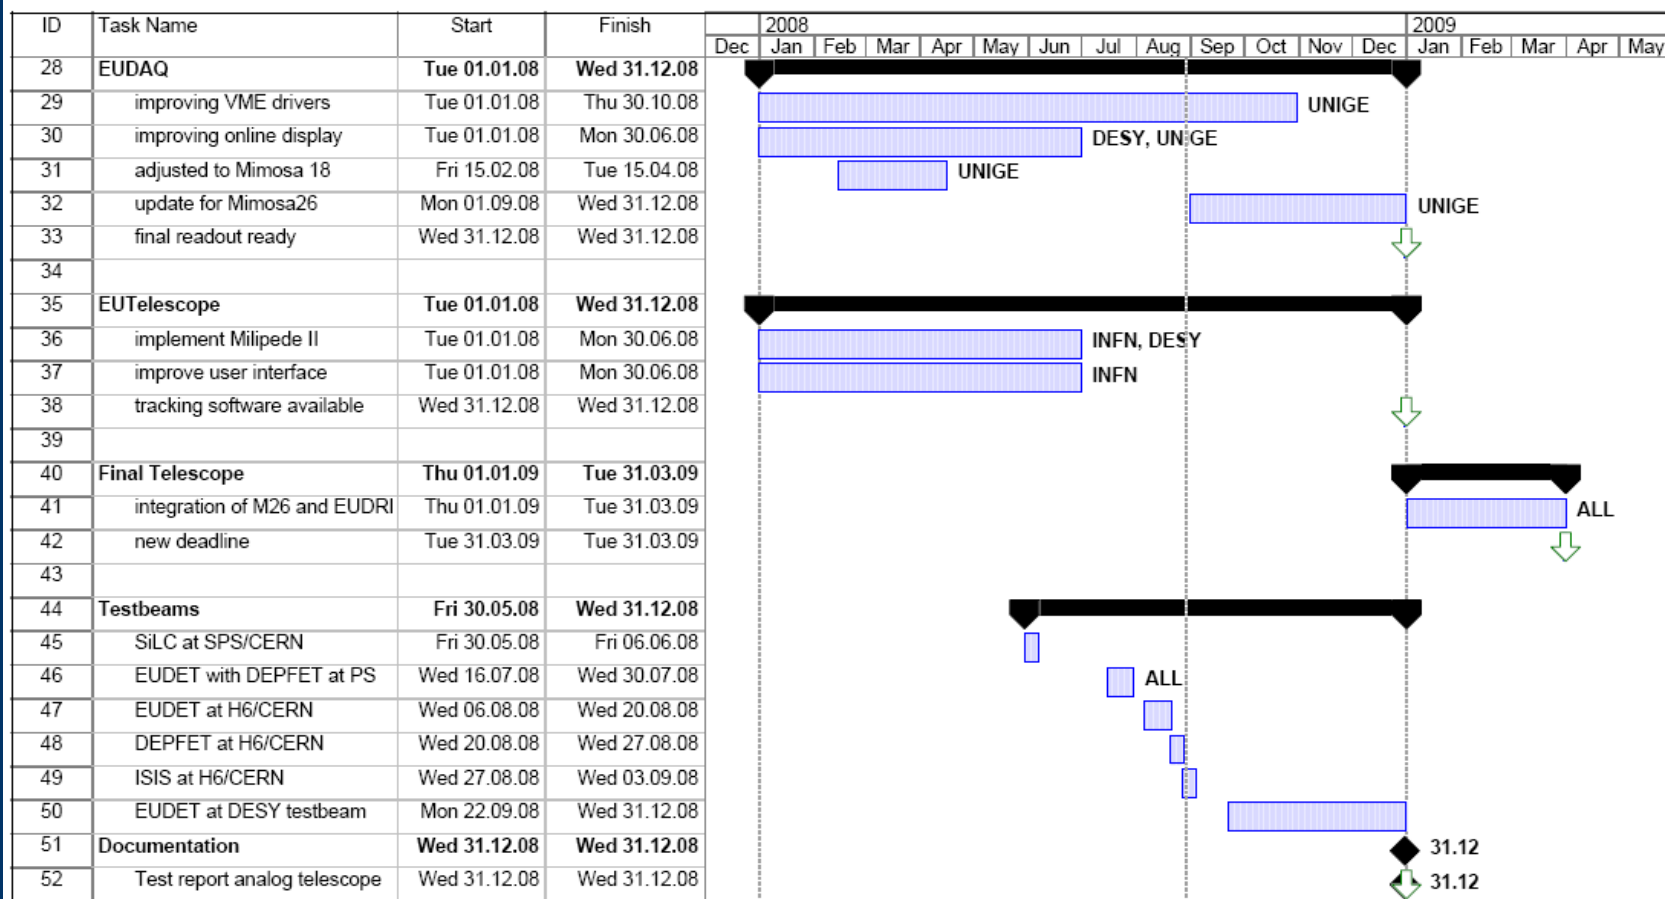 ID Task Name Start Finish 2008 2009
Dec Jan Feb Mar Apr May Jun Jul Aug Sep Oct Nov Dec Jan Feb Mar Apr May
28 EUDAQ Tue 01.01.08 Wed 31.12.08
29 improving VME drivers Tue 01.01.08 Thu 30.10.08 UNIGE
30 improving online display Tue 01.01.08 Mon 30.06.08 DESY, UNIGE
31 adjusted to Mimosa 18 Fri 15.02.08 Tue 15.04.08 UNIGE
32 update for Mimosa26 Mon 01.09.08 Wed 31.12.08 UNIGE
33 final readout ready Wed 31.12.08 Wed 31.12.08
34
35 EUTelescope Tue 01.01.08 Wed 31.12.08
36 implement Milipede II Tue 01.01.08 Mon 30.06.08 INFN, DESY
37 improve user interface Tue 01.01.08 Mon 30.06.08 INFN
38 tracking software available Wed 31.12.08 Wed 31.12.08
39
40 Final Telescope Thu 01.01.09 Tue 31.03.09
41 integration of M26 and EUDRI Thu 01.01.09 Tue 31.03.09 ALL
42 new deadline Tue 31.03.09 Tue 31.03.09
43
44 Testbeams Fri 30.05.08 Wed 31.12.08
45 SiLC at SPS/CERN Fri 30.05.08 Fri 06.06.08
46 EUDET with DEPFET at PS Wed 16.07.08 Wed 30.07.08 ALL
47 EUDET at H6/CERN Wed 06.08.08 Wed 20.08.08
48 DEPFET at H6/CERN Wed 20.08.08 Wed 27.08.08
49 ISIS at H6/CERN Wed 27.08.08 Wed 03.09.08
50 EUDET at DESY testbeam Mon 22.09.08 Wed 31.12.08
51 Documentation Wed 31.12.08 Wed 31.12.08 31.12
52 Test report analog telescope Wed 31.12.08 Wed 31.12.08 31.12